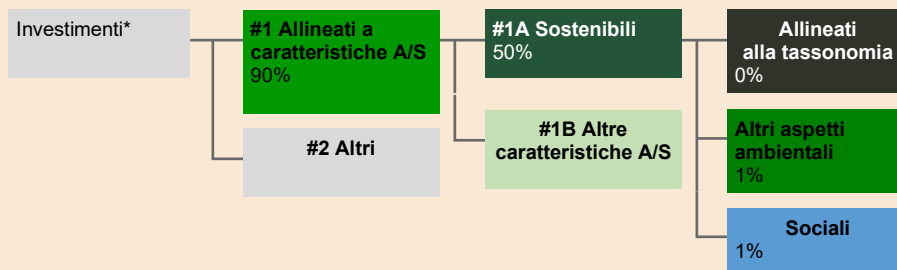 Investimenti*
#1 Allineati a
caratteristiche A/S
90%
#2 Altri
#1A Sostenibili
50%
#1B Altre
caratteristiche A/S
Allineati
alla tassonomia
0%
Altri aspetti
ambientali
1%
Sociali
1%